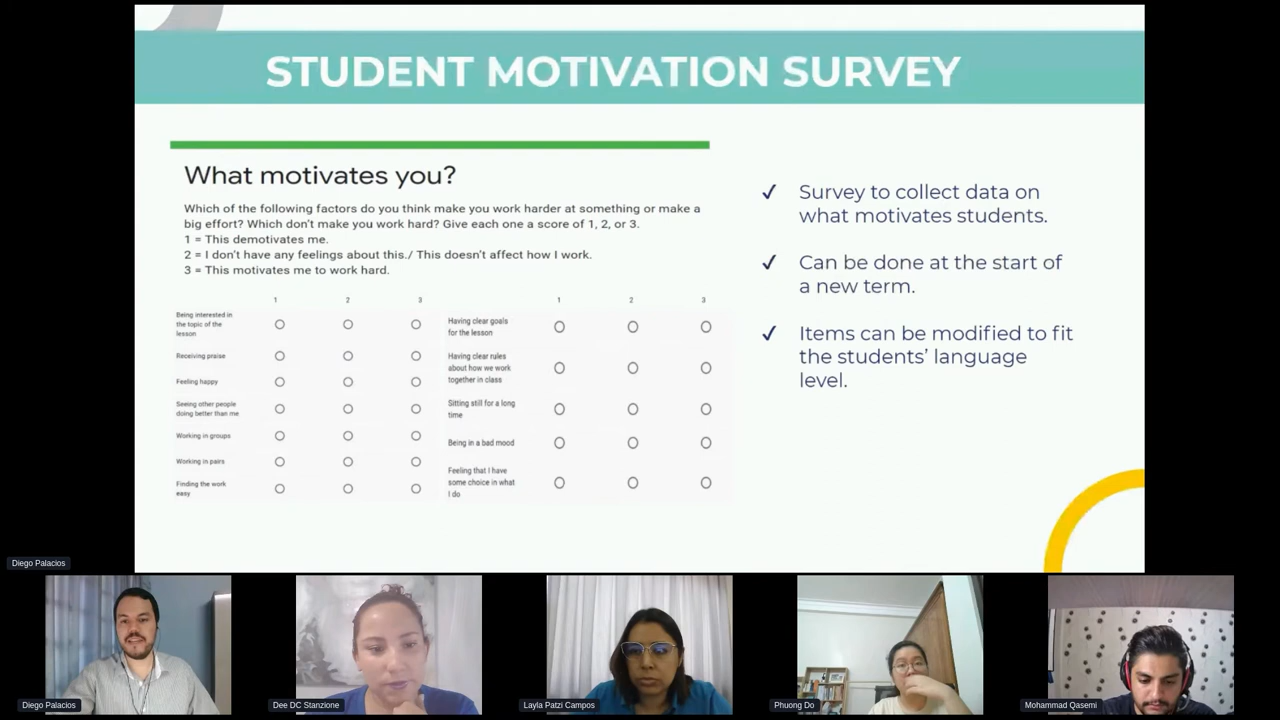 STUDENT MOTIVATION SURVEY
What motivates you?
Which of the following factors do you think make you work harder at something or make a
big effort? Which don't make you work hard? Give each one a score of 1, 2, or 3.
1 = This demotivates me.
2 = I don't have any feelings about this./ This doesn't affect how I work.
3 = This motivates me to work hard.
1 2 3
Being interested in
the topic of the
lesson
Receiving praise
Feeling happy
Seeing other people
doing better than me
Working in groups
Working in pairs
Finding the work
easy
1 2 3
Having clear goals
for the lesson
Having clear rules
about how we work
together in class
Sitting still for a long
time
Being in a bad mood
Feeling that I have
some choice in what
I do
✓ Survey to collect data on
what motivates students.
✓ Can be done at the start of
a new term.
✓ Items can be modified to fit
the students' language
level.
Diego Palacios
Diego Palacios
Dee DC Stanzione
Layla Patzi Campos
Phuong Do
Mohammad Qasemi